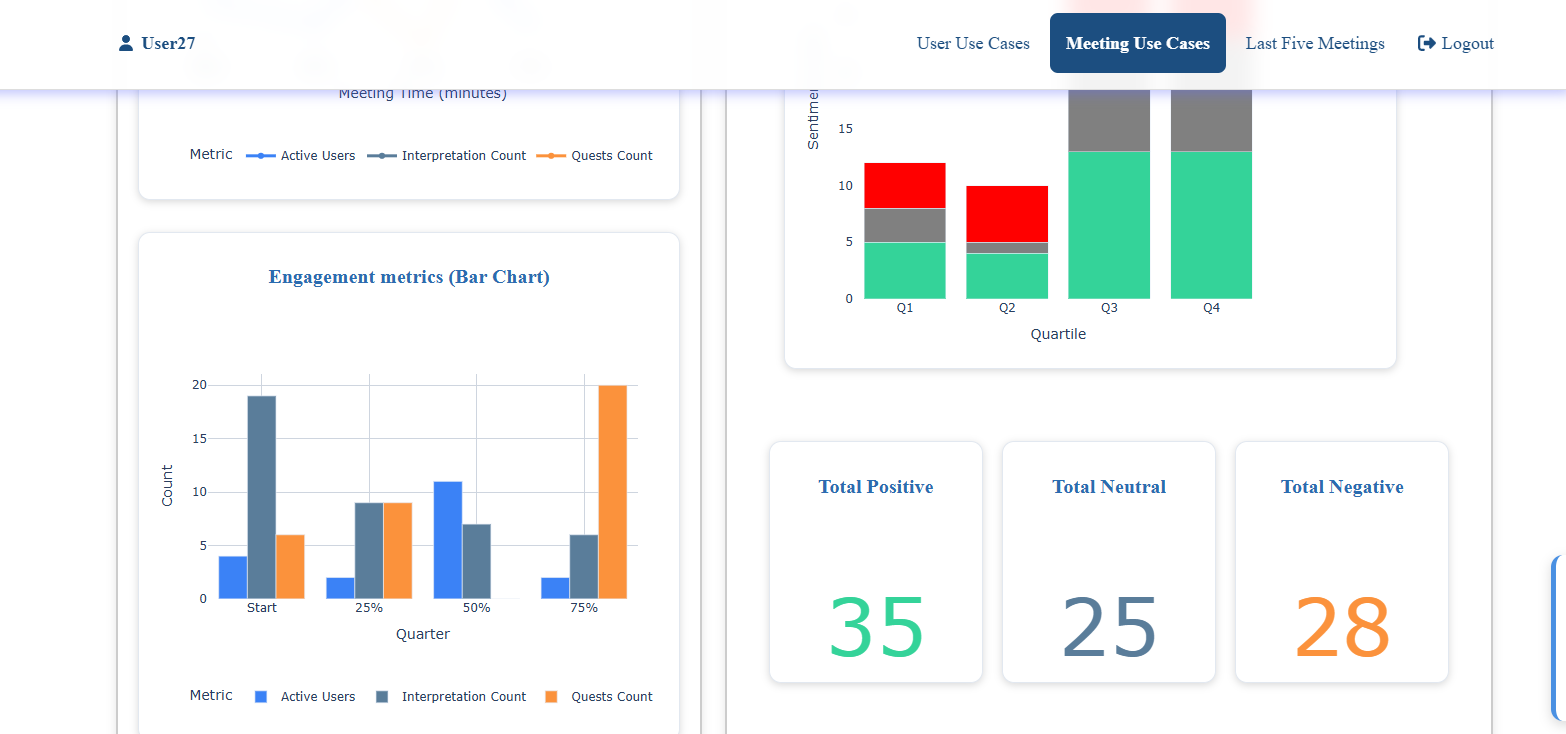 User27
User Use Cases
Meeting Use Cases
Last Five Meetings
Logout
Meeting Time (minutes)
Metric
Active Users
Interpretation Count
Quests Count
Engagement metrics (Bar Chart)
20
15
10
5
0
Count
Start
25%
50%
75%
Quarter
Metric
Active Users
Interpretation Count
Quests Count
15
10
5
0
Q1
Q2
Q3
Q4
Quartile
Total Positive
35
Total Neutral
25
Total Negative
28